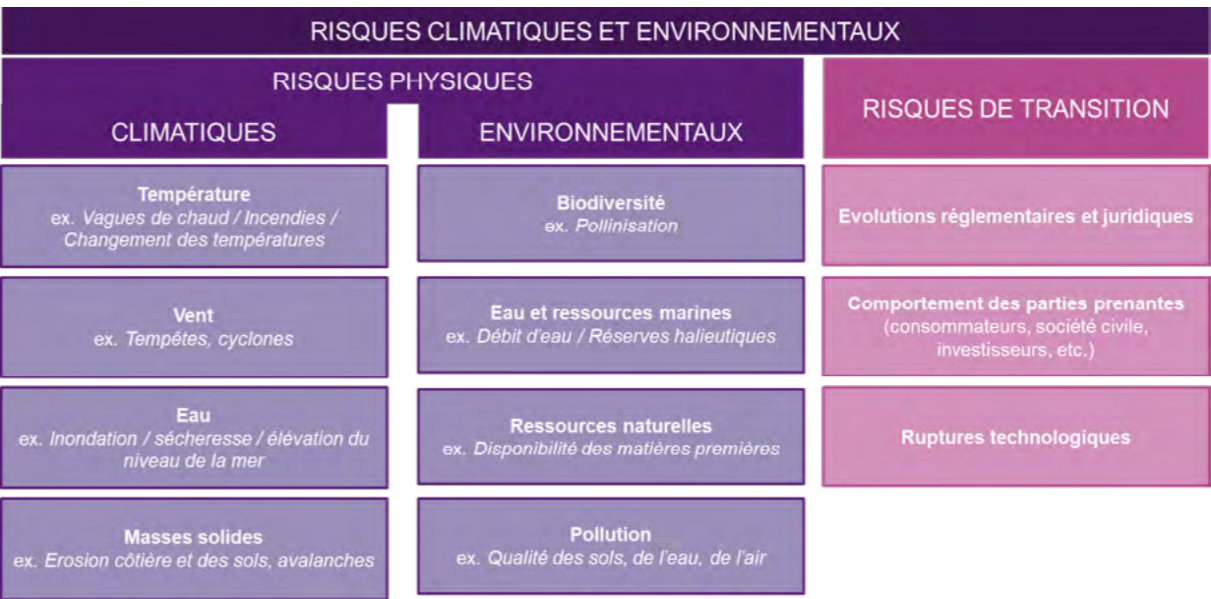 RISQUES CLIMATIQUES ET ENVIRONNEMENTAUX
RISQUES PHYSIQUES
CLIMATIQUES
Température
ex. Vagues de chaud / Incendies /
Changement des températures
Vent
ex. Tempêtes, cyclones
Eau
ex. Inondation / sécheresse / élévation du
niveau de la mer
Masses solides
ex. Erosion côtière et des sols, avalanches
ENVIRONNEMENTAUX
Biodiversité
ex. Pollinisation
Eau et ressources marines
ex. Débit d'eau / Réserves halieutiques
Ressources naturelles
ex. Disponibilité des matières premières
Pollution
ex. Qualité des sols, de l'eau, de l'air
RISQUES DE TRANSITION
Evolutions réglementaires et juridiques
Comportement des parties prenantes
(consommateurs, société civile,
investisseurs, etc.)
Ruptures technologiques